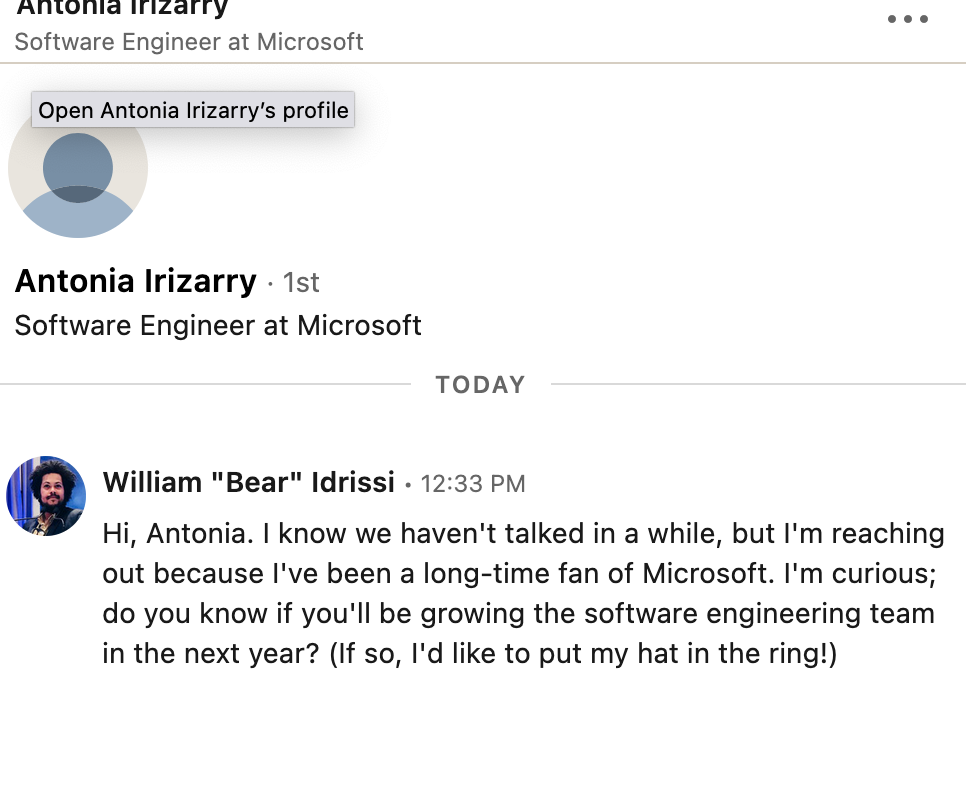 Antonia Irizarry
Software Engineer at Microsoft
Open Antonia Irizarry’s profile
Antonia Irizarry · 1st
Software Engineer at Microsoft
TODAY
William "Bear" Idrissi • 12:33 PM
Hi, Antonia. I know we haven't talked in a while, but I'm reaching
out because I've been a long-time fan of Microsoft. I'm curious;
do you know if you'll be growing the software engineering team
in the next year? (If so, I'd like to put my hat in the ring!)